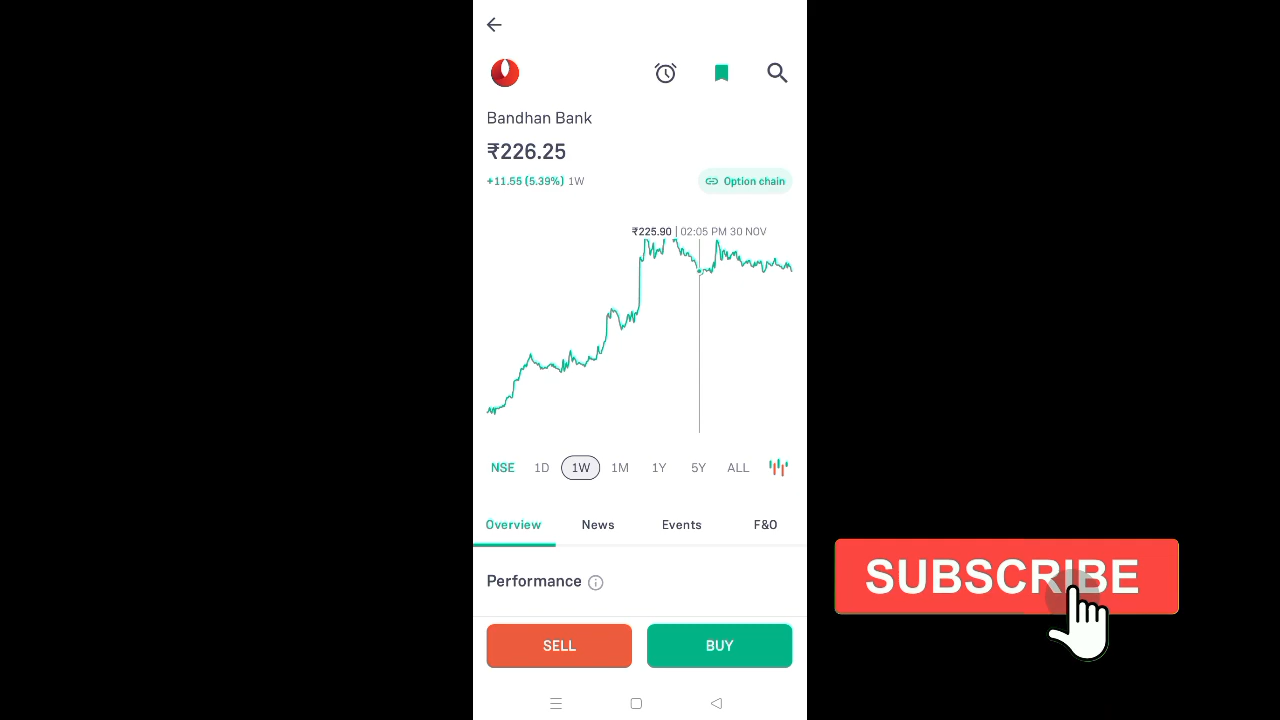 Bandhan Bank
₹226.25
+11.55 (5.39%) 1W
Option chain
₹225.90 | 02:05 PM 30 NOV
NSE 1D 1W 1M 1Y 5Y ALL
Overview News Events F&O
Performance
SELL BUY
SUBSCRIBE